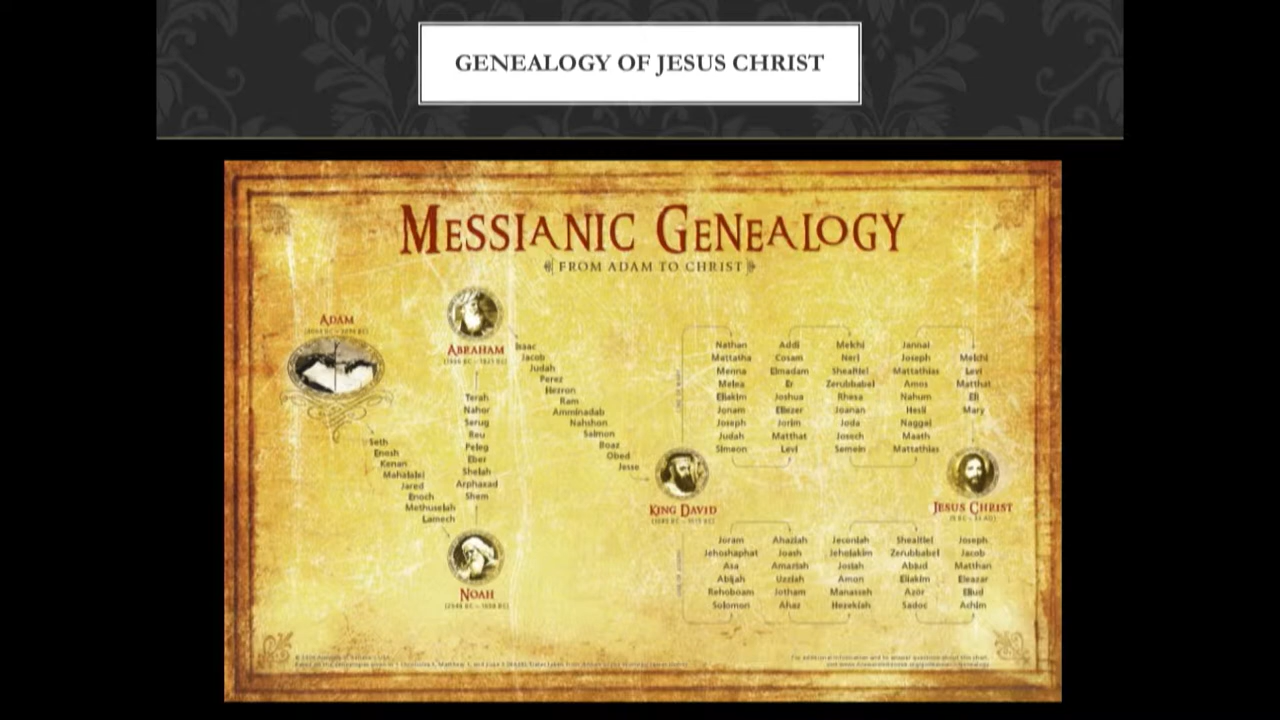 GENEALOGY OF JESUS CHRIST
MESSIANIC GENEALOGY
FROM ADAM TO CHRIST
ADAM
Seth
Enosh
Kenan
Mahalalel
Jared
Enoch
Methuselah
Lamech
NOAH
Shem
Arphaxad
Shelah
Eber
Peleg
Reu
Serug
Nahor
Terah
ABRAHAM
Isaac
Jacob
Judah
Perez
Hezron
Ram
Amminadab
Nahshon
Salmon
Boaz
Obed
Jesse
KING DAVID
Nathan
Mattatha
Menna
Melea
Eliakim
Jonam
Joseph
Judah
Simeon
Addi
Cosam
Elmadam
Er
Joshua
Eliezer
Jorim
Matthat
Levi
Melchi
Neri
Shealtiel
Zerubbabel
Rhesa
Joanan
Joda
Josech
Semein
Jannai
Joseph
Mattathias
Amos
Nahum
Hesli
Naggai
Maath
Mattathias
Melchi
Levi
Matthat
Eli
Mary
JESUS CHRIST
Joram
Jehoshaphat
Asa
Abijah
Rehoboam
Solomon
Ahaziah
Joash
Amaziah
Uzziah
Jotham
Ahaz
Jeconiah
Jehoiakim
Josiah
Amon
Manasseh
Hezekiah
Shealtiel
Zerubbabel
Abiud
Eliakim
Azor
Sadoc
Joseph
Jacob
Matthan
Eleazar
Eliud
Achim